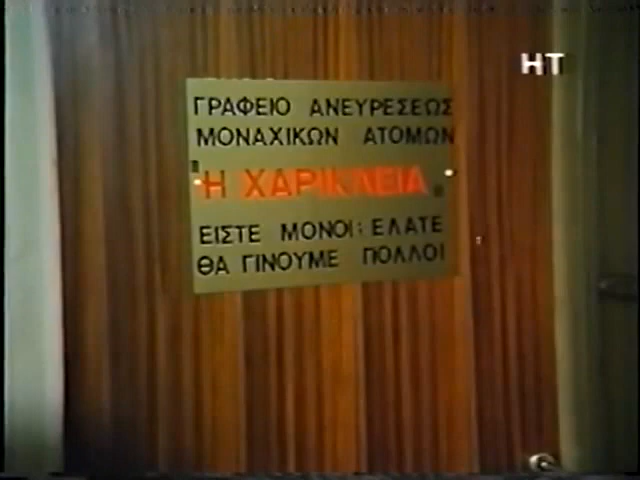 HT
ΓΡΑΦΕΙΟ ΑΝΕΥΡΕΣΕΩΣ
ΜΟΝΑΧΙΚΩΝ ΑΤΟΜΩΝ
"Η ΧΑΡΙΚΛΕΙΑ"
ΕΙΣΤΕ ΜΟΝΟΙ; ΕΛΑΤΕ
ΘΑ ΓΙΝΟΥΜΕ ΠΟΛΛΟΙ